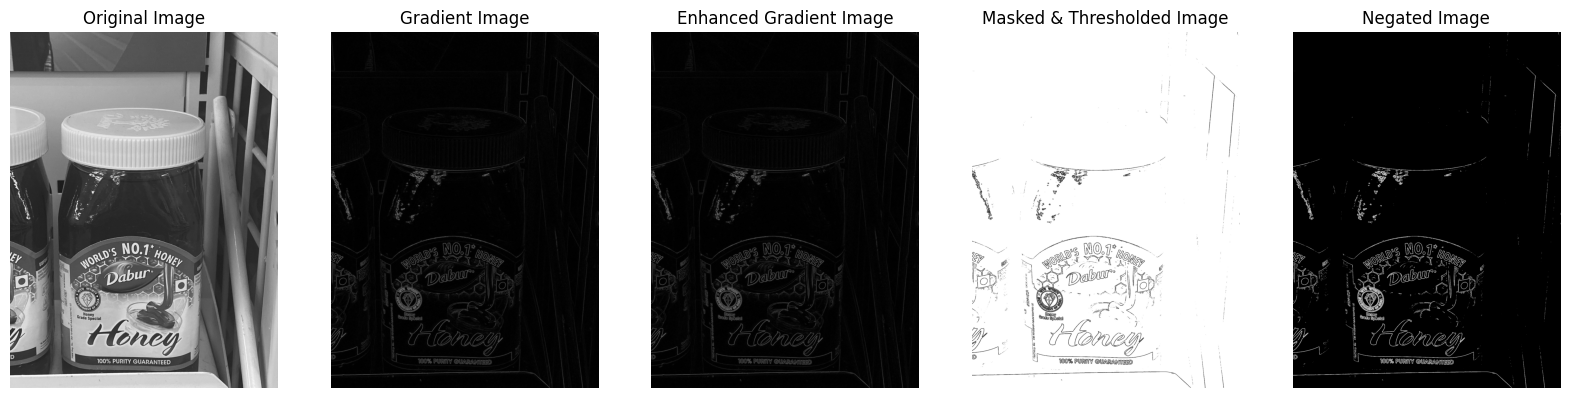 Original Image
WORLD'S NO.1* HONEY
Dabur
Honey
100% PURITY GUARANTEED
Gradient Image
WORLD'S NO.1* HONEY
Dabur
Honey
100% PURITY GUARANTEED
Enhanced Gradient Image
WORLD'S NO.1* HONEY
Dabur
Honey
100% PURITY GUARANTEED
Masked & Thresholded Image
WORLD'S NO.1* HONEY
Dabur
Honey
100% PURITY GUARANTEED
Negated Image
WORLD'S NO.1* HONEY
Dabur
Honey
100% PURITY GUARANTEED